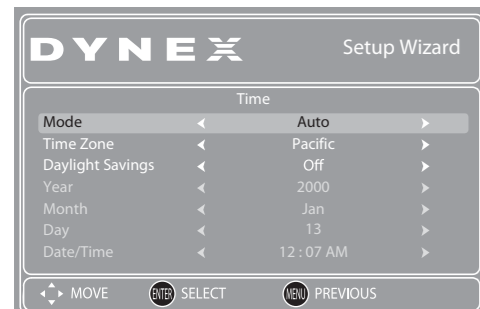 DYNEX Setup Wizard
Time
Mode Auto
Time Zone Pacific
Daylight Savings Off
Year 2000
Month Jan
Day 13
Date/Time 12 : 07 AM
MOVE ENTER SELECT MENU PREVIOUS